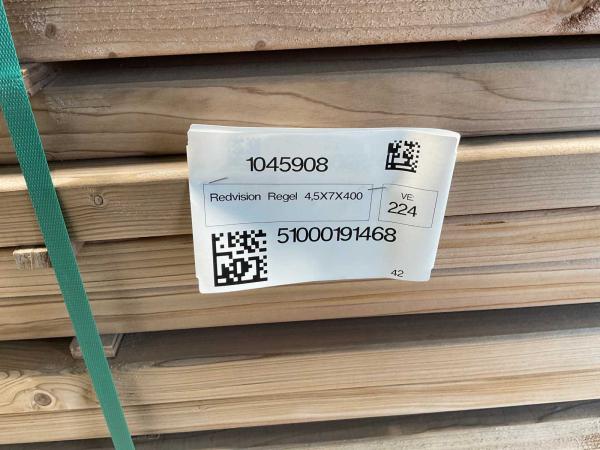 1045908
Redvision Regel 4,5X7X400
VE:
224
51000191468
42